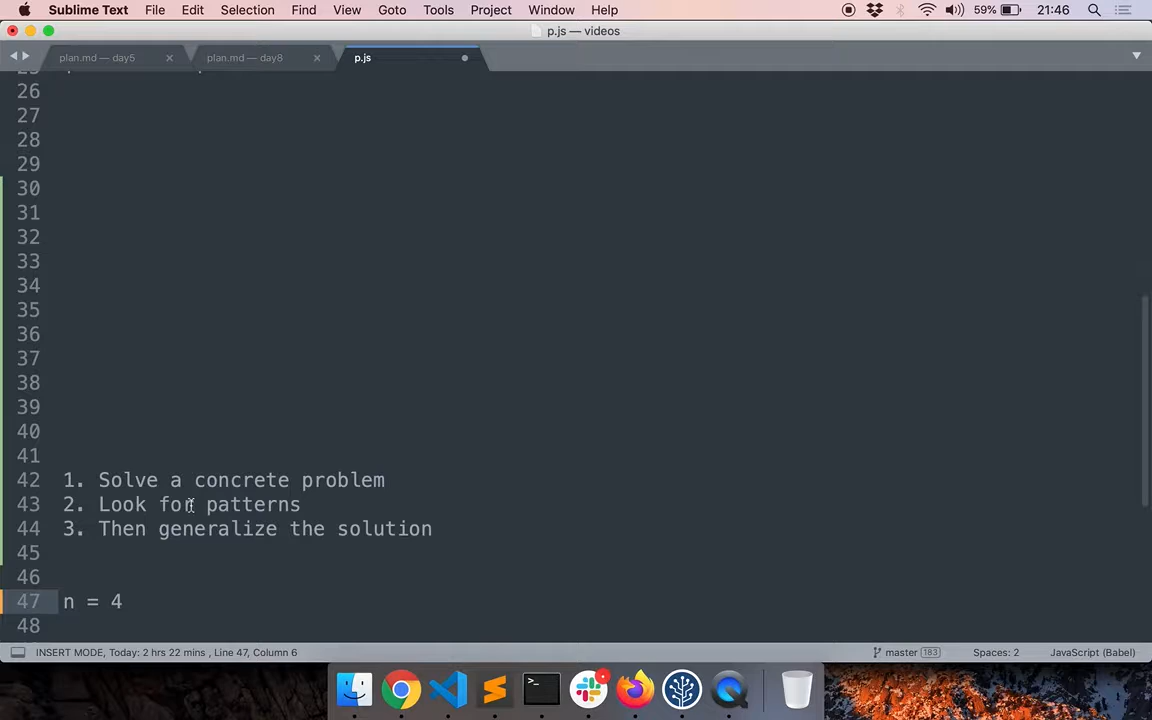 Sublime Text File Edit Selection Find View Goto Tools Project Window Help 59% 21:46
p.js — videos
plan.md — day5 plan.md — day8 p.js
26
27
28
29
30
31
32
33
34
35
36
37
38
39
40
41
42 1. Solve a concrete problem
43 2. Look for patterns
44 3. Then generalize the solution
45
46
47 n = 4
48
INSERT MODE, Today: 2 hrs 22 mins , Line 47, Column 6 master 183 Spaces: 2 JavaScript (Babel)